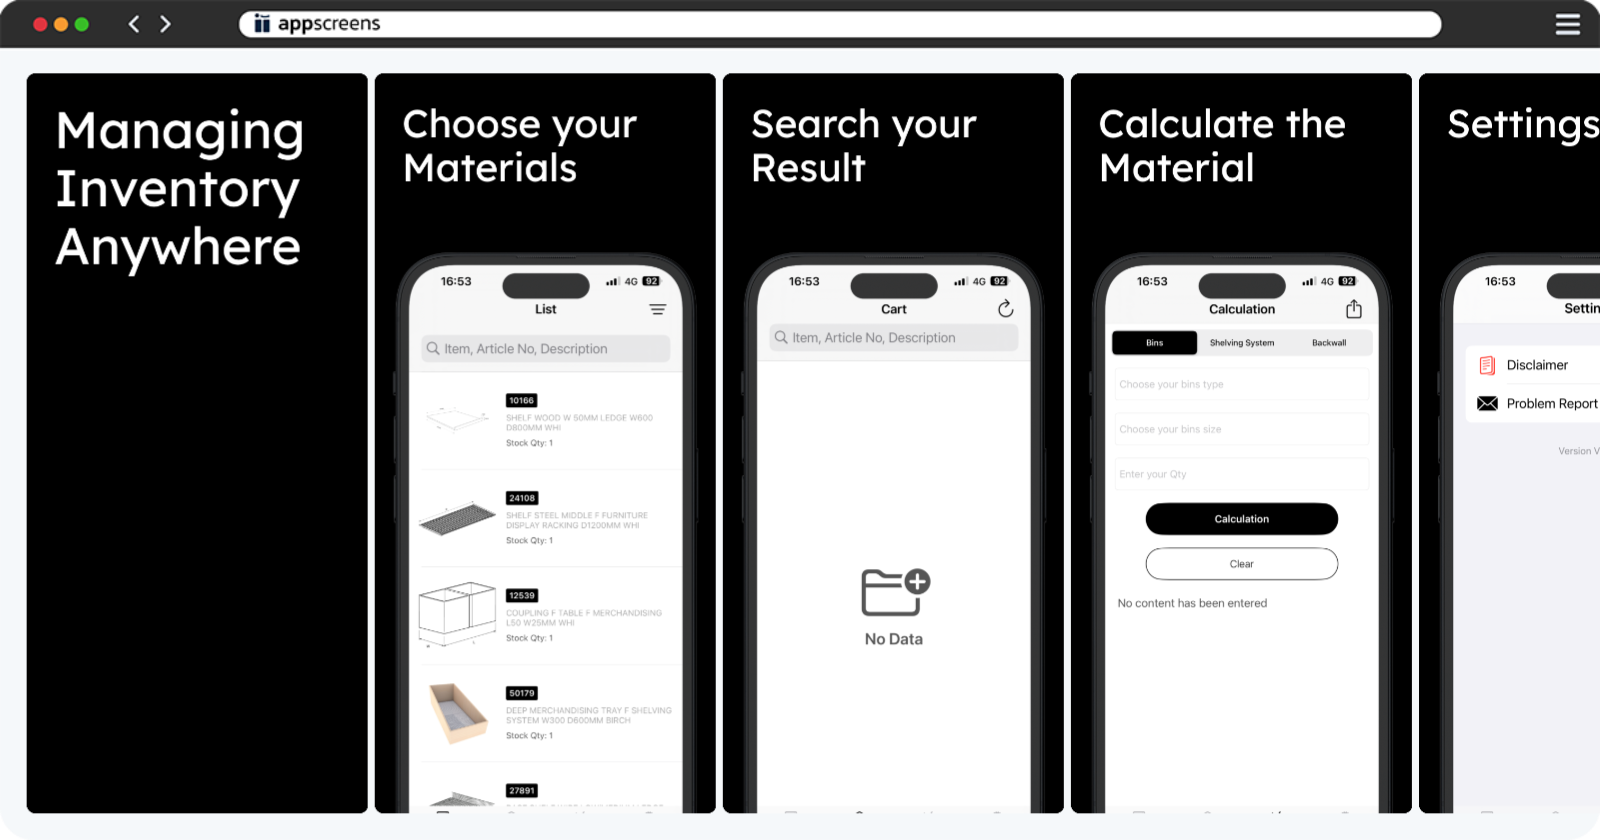 appscreens
Managing
Inventory
Anywhere
Choose your
Materials
16:53
4G 92
List
Item, Article No, Description
10166
SHELF WOOD W 50MM LEDGE W600
D800MM WHI
Stock Qty: 1
24108
SHELF STEEL MIDDLE F FURNITURE
DISPLAY RACKING D1200MM WHI
Stock Qty: 1
12539
COUPLING F TABLE F MERCHANDISING
L50 W25MM WHI
Stock Qty: 1
50179
DEEP MERCHANDISING TRAY F SHELVING
SYSTEM W300 D600MM BIRCH
Stock Qty: 1
27891
Search your
Result
16:53
4G 92
Cart
Item, Article No, Description
No Data
Calculate the
Material
16:53
4G 92
Calculation
Bins
Shelving System
Backwall
Choose your bins type
Choose your bins size
Enter your Qty
Calculation
Clear
No content has been entered
Settings
16:53
Settin
Disclaimer
Problem Report
Version V